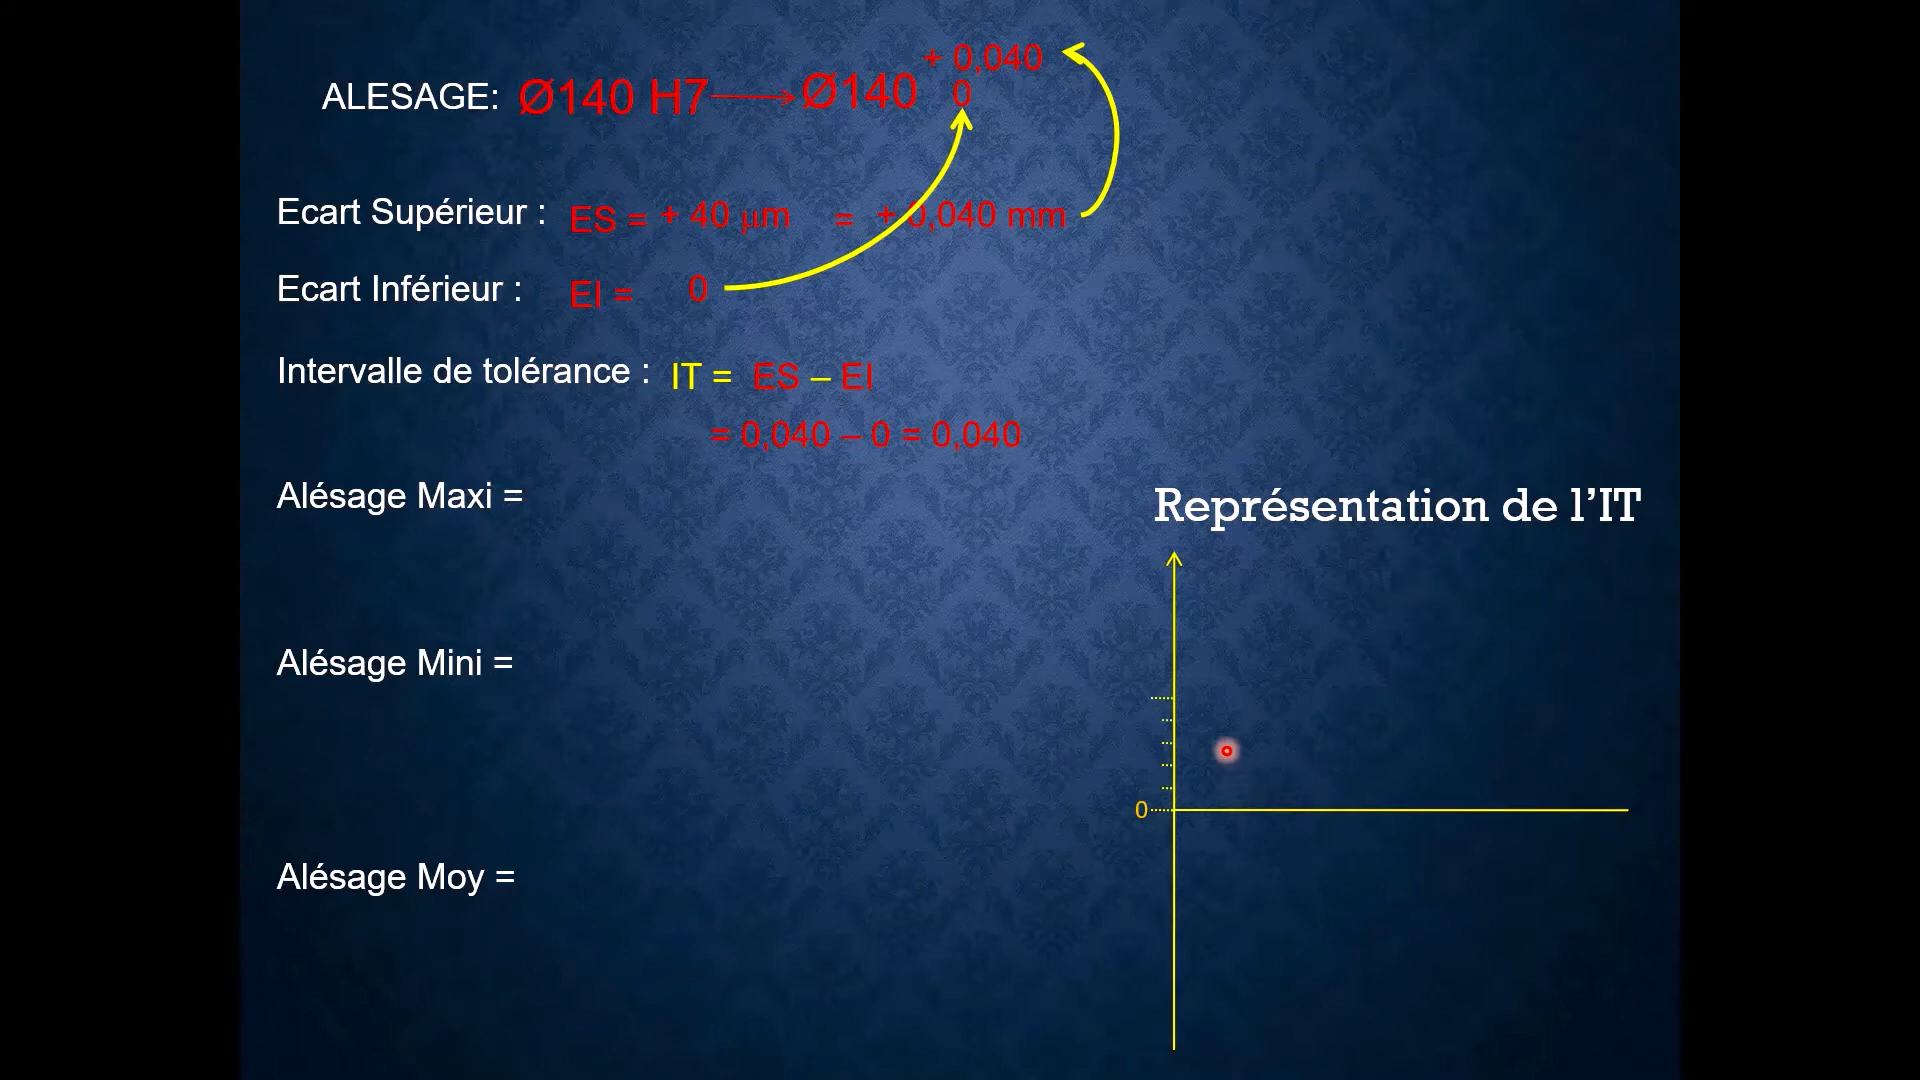 + 0,040
ALESAGE: Ø140 H7 Ø140 0
Ecart Supérieur : ES = + 40 µm = + 0,040 mm
Ecart Inférieur : EI = 0
Intervalle de tolérance : IT = ES – EI
= 0,040 – 0 = 0,040
Alésage Maxi =
Représentation de l’IT
Alésage Mini =
0
Alésage Moy =